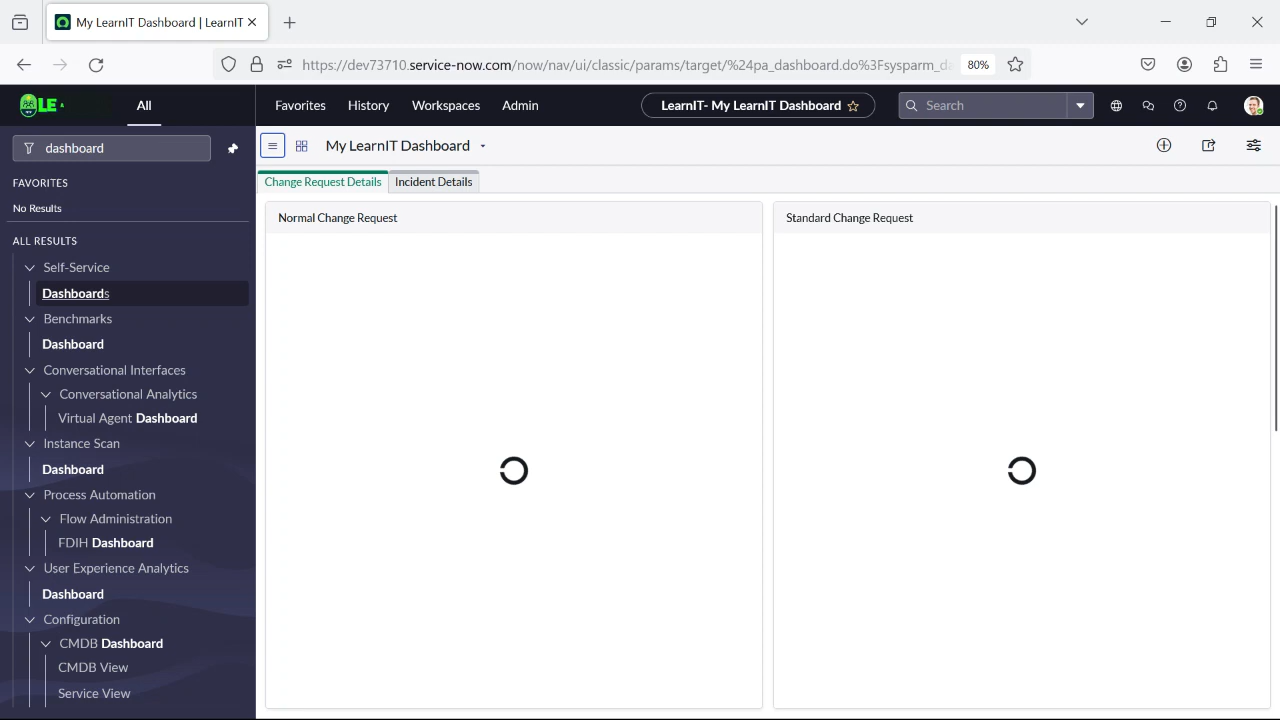 My LearnIT Dashboard | LearnIT
https://dev73710.service-now.com/now/nav/ui/classic/params/target/%24pa_dashboard.do%3Fsysparm_da
80%
LE
All
Favorites
History
Workspaces
Admin
LearnIT- My LearnIT Dashboard
Search
dashboard
My LearnIT Dashboard
FAVORITES
No Results
ALL RESULTS
Self-Service
Dashboards
Benchmarks
Dashboard
Conversational Interfaces
Conversational Analytics
Virtual Agent Dashboard
Instance Scan
Dashboard
Process Automation
Flow Administration
FDIH Dashboard
User Experience Analytics
Dashboard
Configuration
CMDB Dashboard
CMDB View
Service View
Change Request Details
Incident Details
Normal Change Request
Standard Change Request